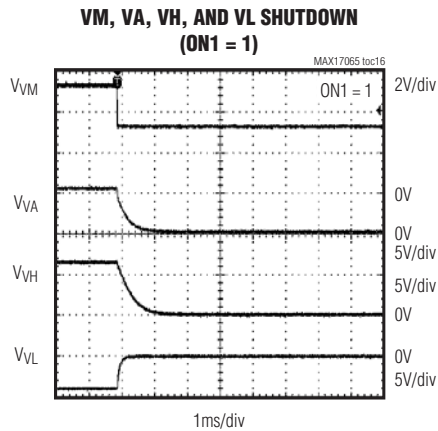 VM, VA, VH, AND VL SHUTDOWN
(ON1 = 1)
MAX17065 toc16
VVM
T
ON1 = 1
2V/div
VVA
0V
0V
5V/div
VVH
5V/div
0V
VVL
0V
5V/div
1ms/div